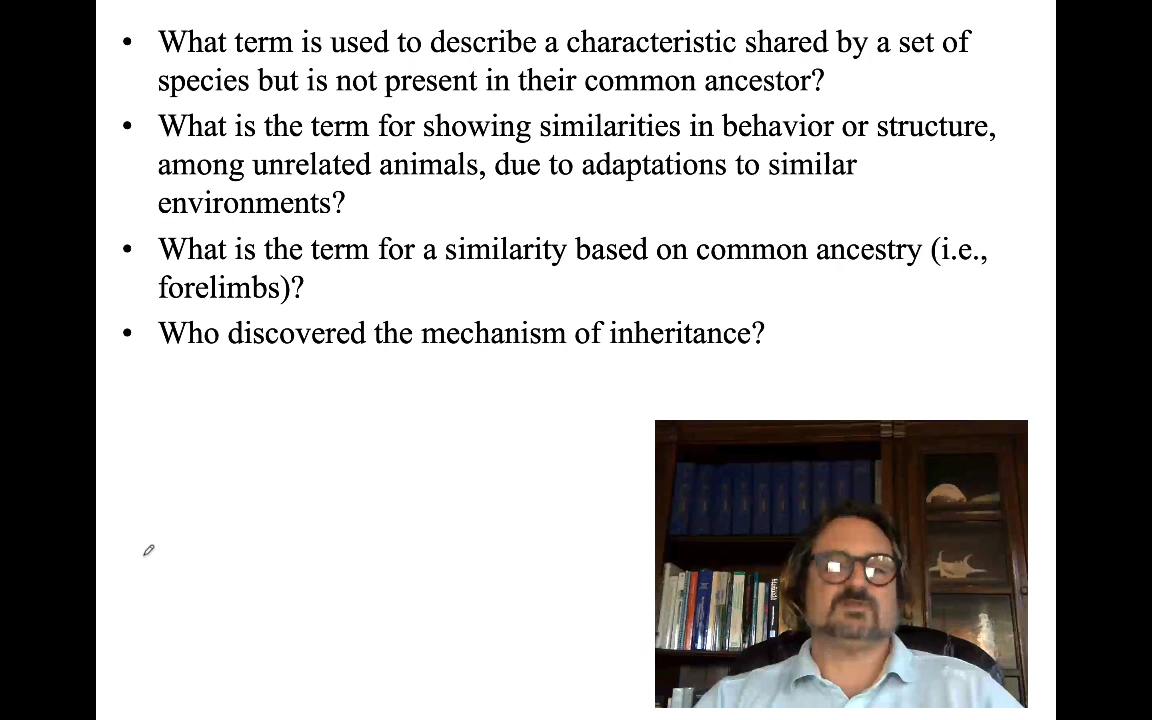 • What term is used to describe a characteristic shared by a set of
species but is not present in their common ancestor?
• What is the term for showing similarities in behavior or structure,
among unrelated animals, due to adaptations to similar
environments?
• What is the term for a similarity based on common ancestry (i.e.,
forelimbs)?
• Who discovered the mechanism of inheritance?